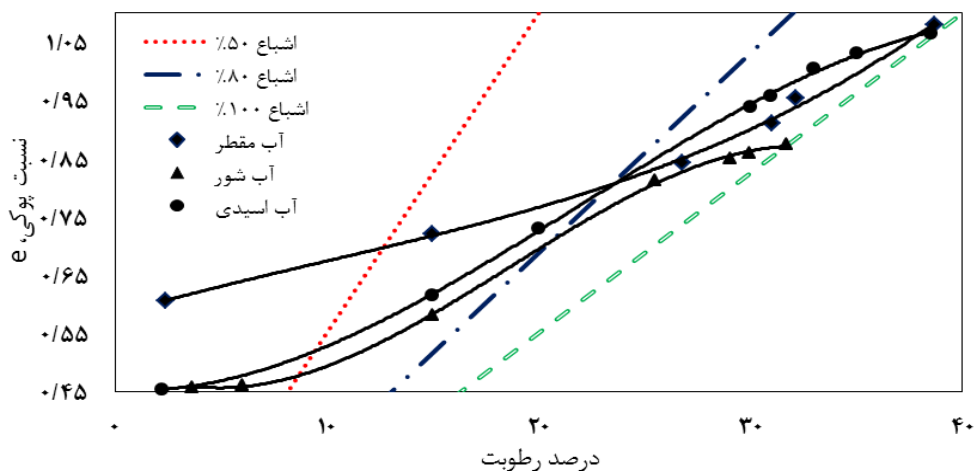 ۱/۰۵
۰/۹۵
۰/۸۵
۰/۷۵
۰/۶۵
۰/۵۵
۰/۴۵
نسبت پوکی، e
اشباع ۵۰٪
اشباع ۸۰٪
اشباع ۱۰۰٪
آب مقطر
آب شور
آب اسیدی
۰ ۱۰ ۲۰ ۳۰ ۴۰
درصد رطوبت